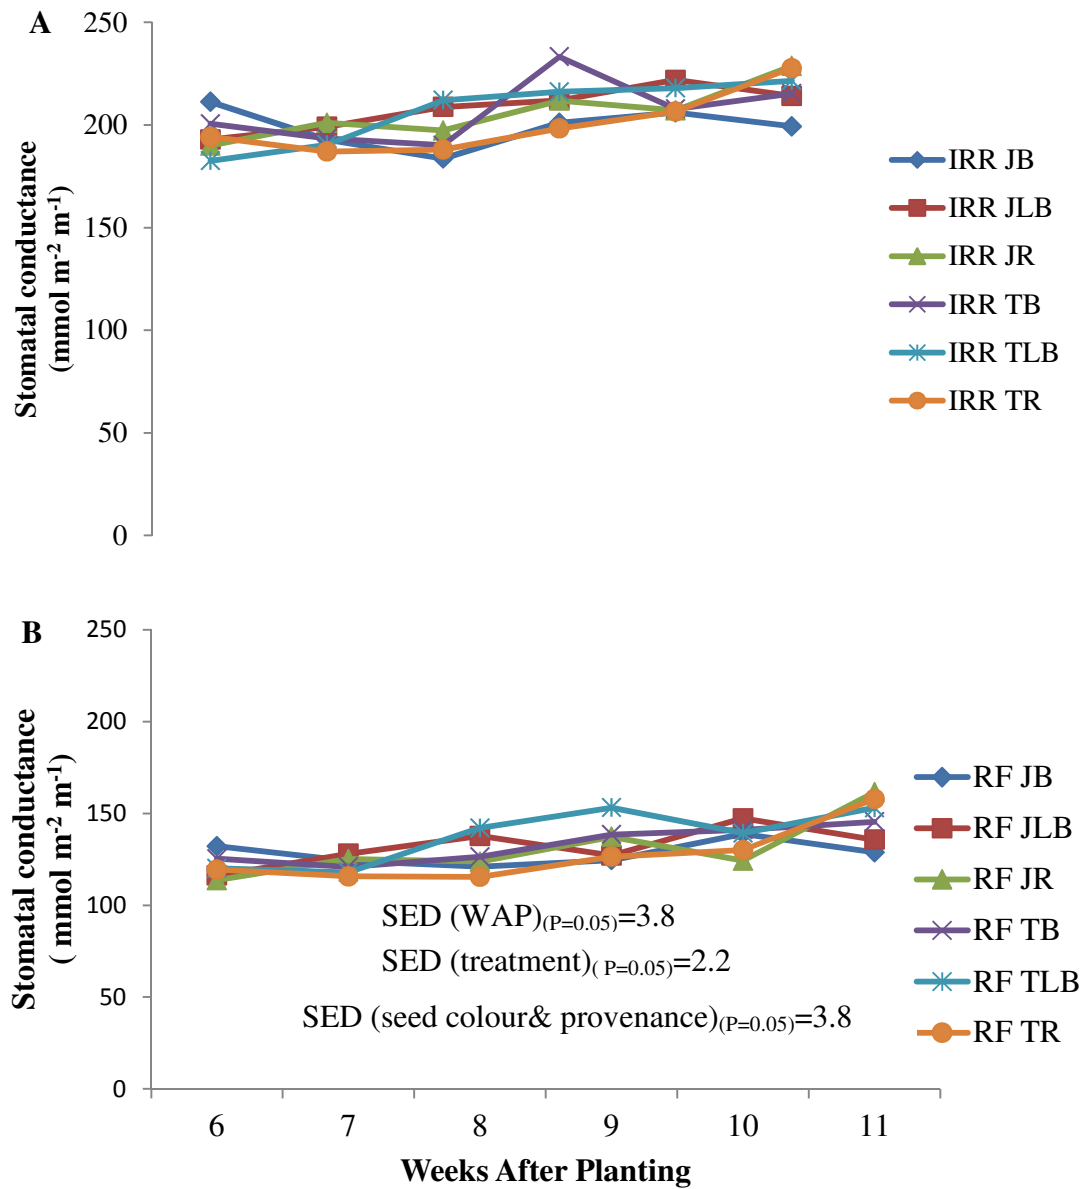 A
250
200
150
100
50
0
Stomatal conductance
(mmol m-2 m-1)
IRR JB
IRR JLB
IRR JR
IRR TB
IRR TLB
IRR TR
B
250
200
150
100
50
0
Stomatal conductance
( mmol m-2 m-1)
RF JB
RF JLB
RF JR
RF TB
RF TLB
RF TR
SED (WAP)(P=0.05)=3.8
SED (treatment)( P=0.05)=2.2
SED (seed colour& provenance)(P=0.05)=3.8
6 7 8 9 10 11
Weeks After Planting